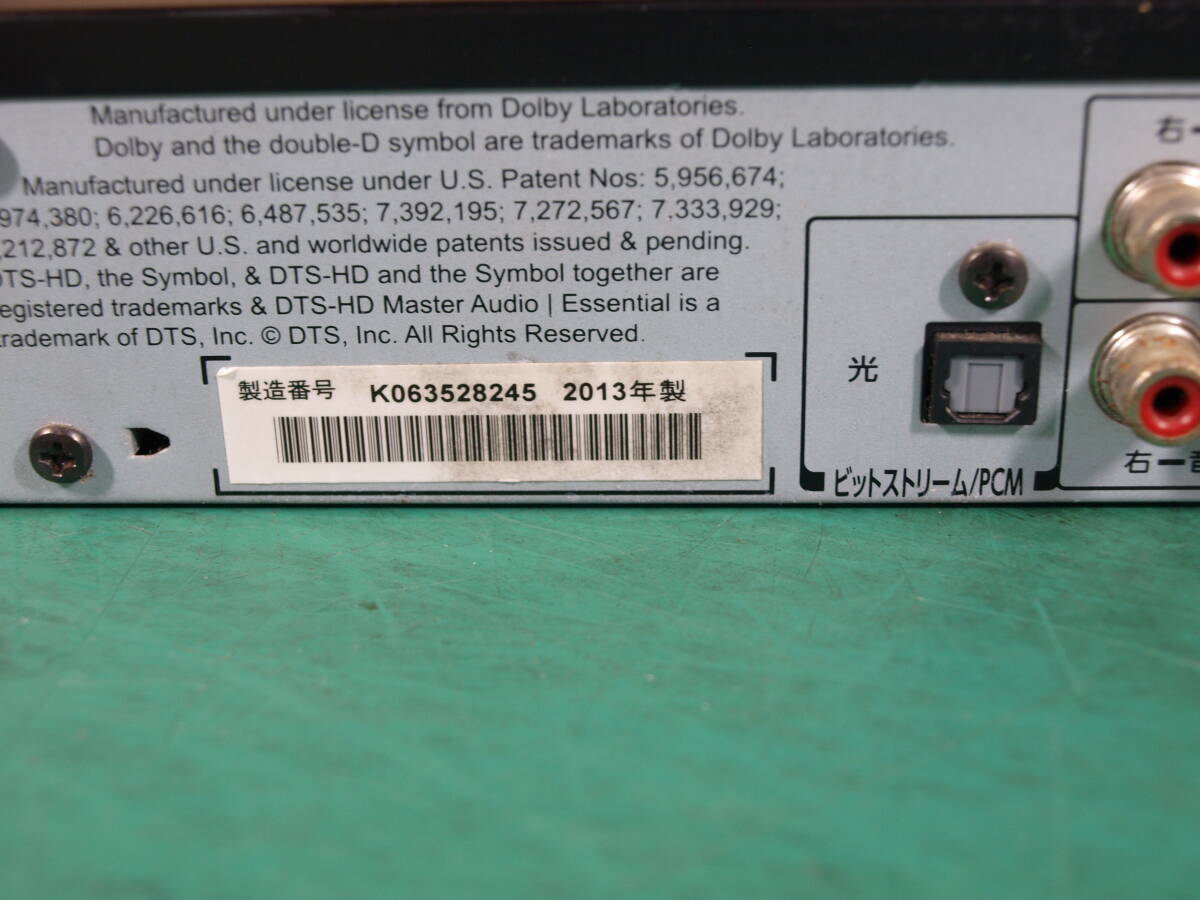 Manufactured under license from Dolby Laboratories.
Dolby and the double-D symbol are trademarks of Dolby Laboratories.
Manufactured under license under U.S. Patent Nos: 5,956,674;
974,380; 6,226,616; 6,487,535; 7,392,195; 7,272,567; 7,333,929;
,212,872 & other U.S. and worldwide patents issued & pending.
DTS-HD, the Symbol, & DTS-HD and the Symbol together are
egistered trademarks & DTS-HD Master Audio | Essential is a
trademark of DTS, Inc. © DTS, Inc. All Rights Reserved.
製造番号 K063528245 2013年製
光
ビットストリーム/PCM
右ー
右ー音